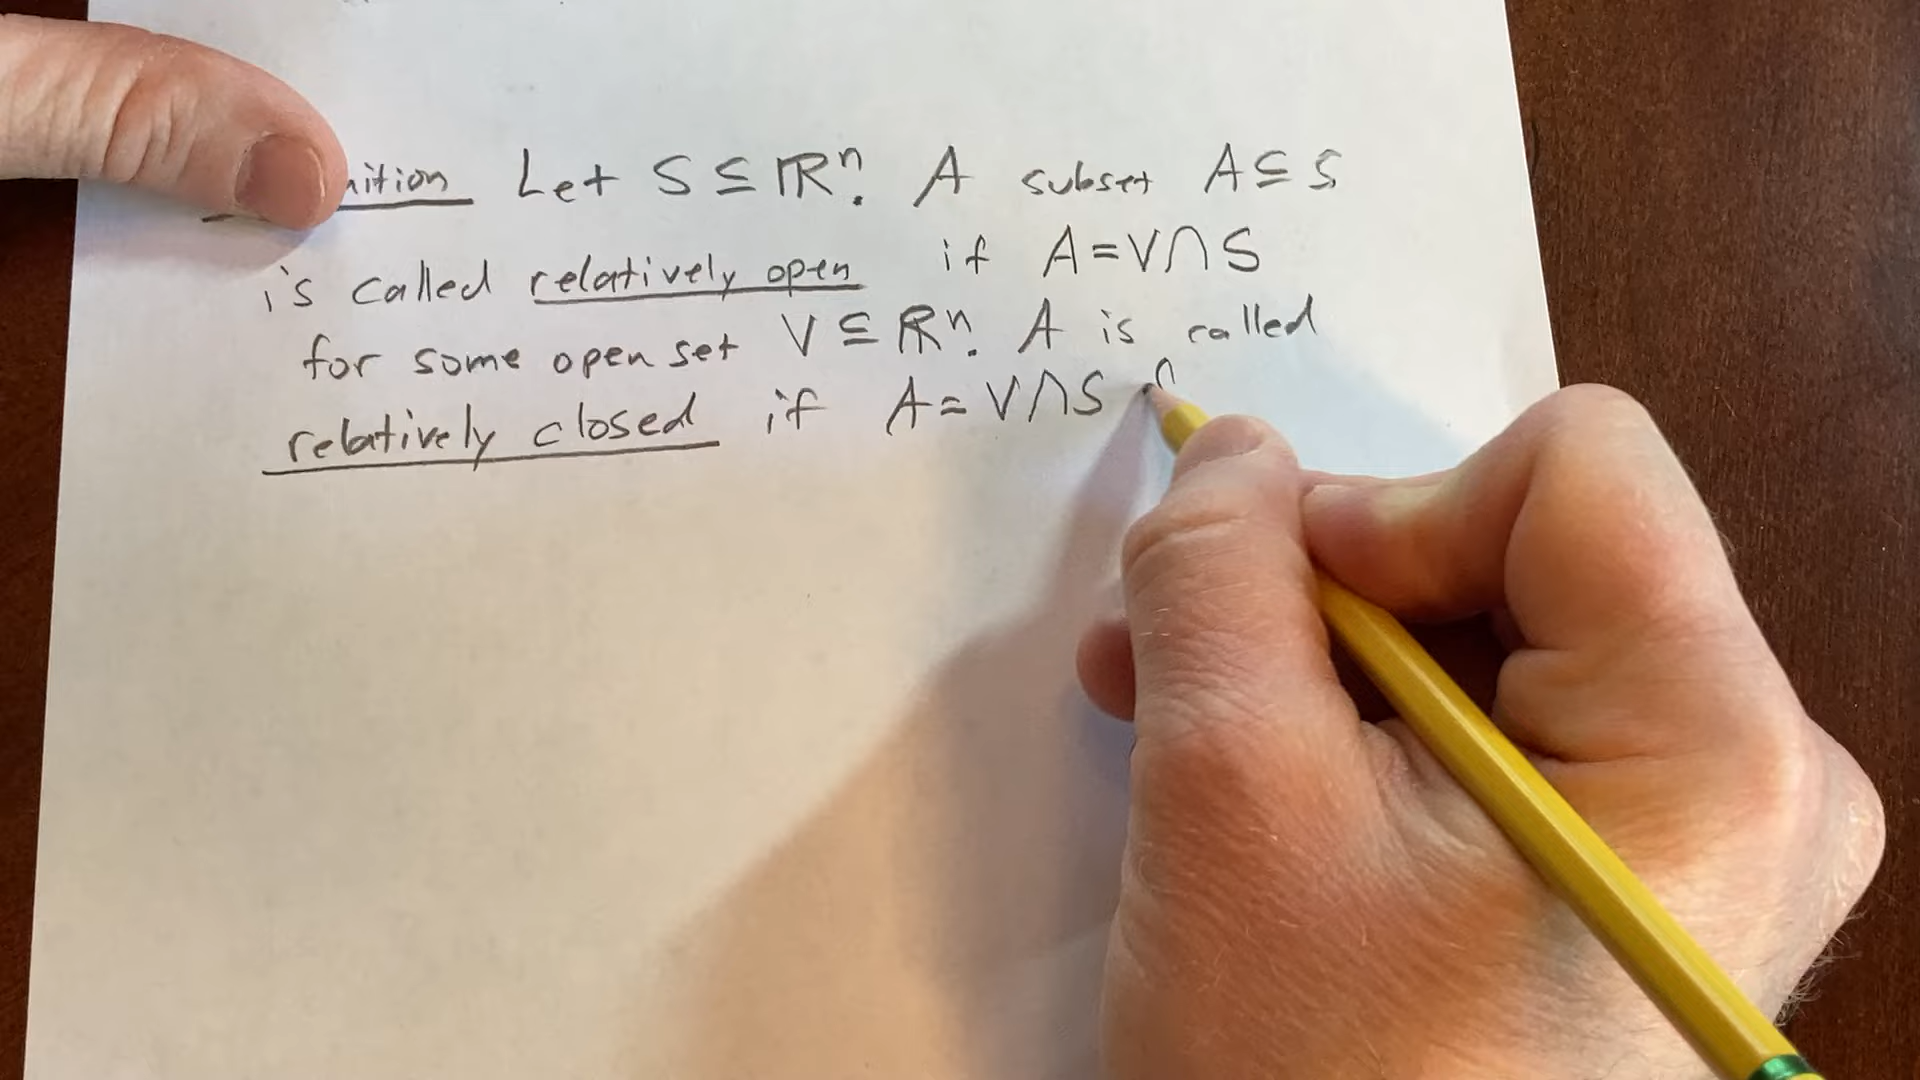 nition Let S ⊆ ℝⁿ. A subset A ⊆ S
is called relatively open if A = V ∩ S
for some open set V ⊆ ℝⁿ. A is called
relatively closed if A = V ∩ S